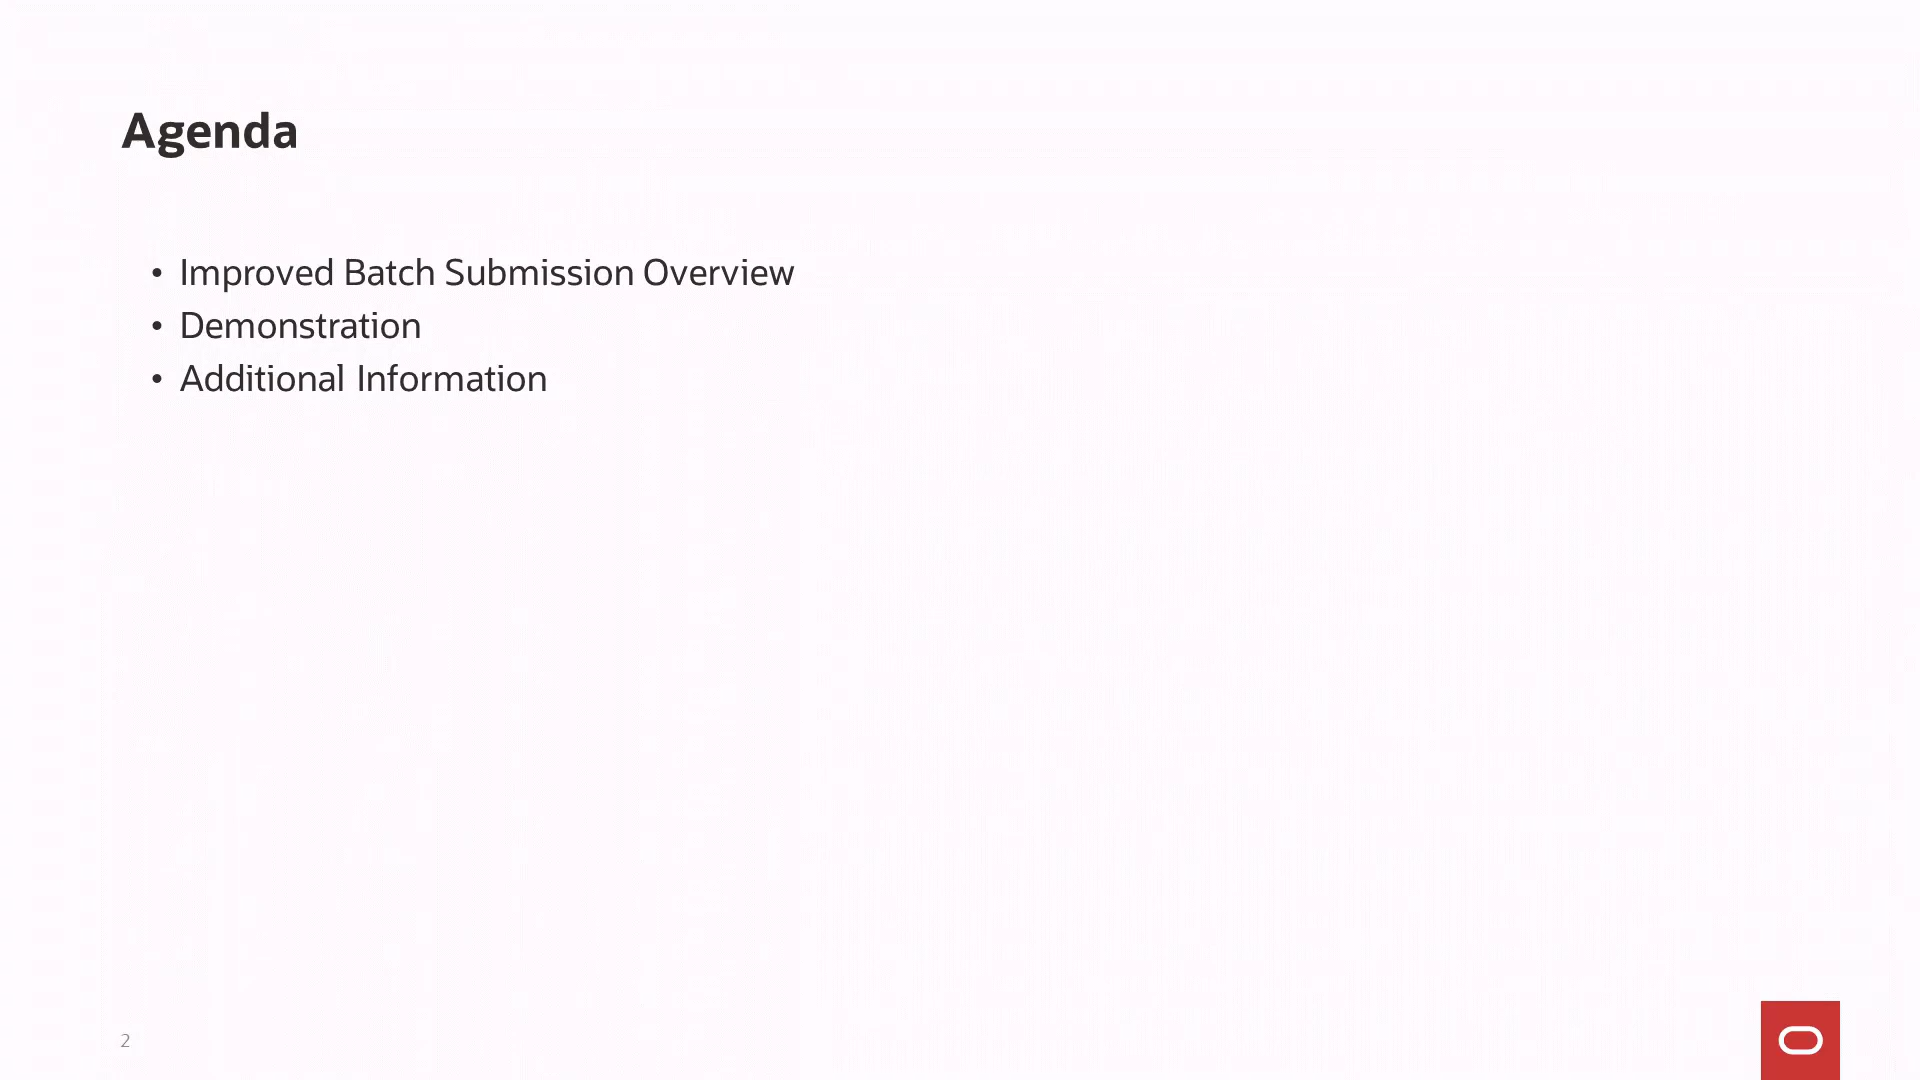 Agenda
• Improved Batch Submission Overview
• Demonstration
• Additional Information
2